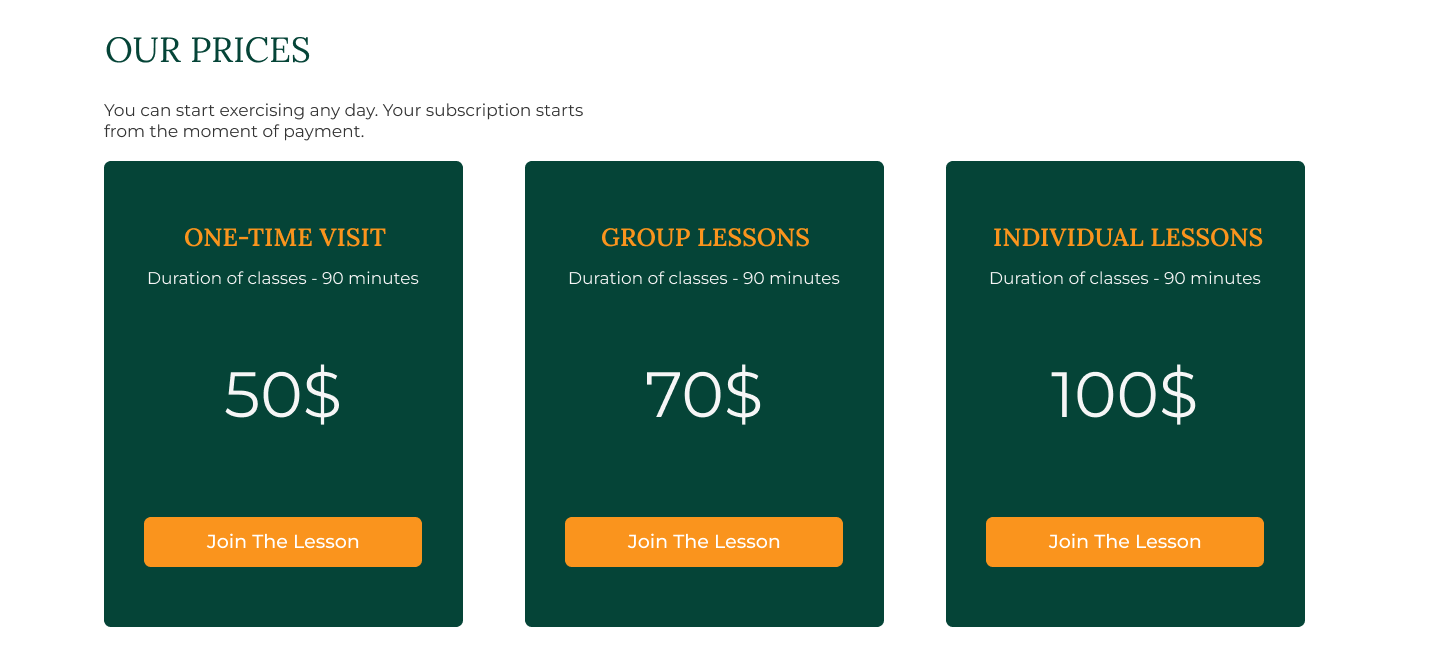 OUR PRICES
You can start exercising any day. Your subscription starts
from the moment of payment.
ONE-TIME VISIT
Duration of classes - 90 minutes
50$
Join The Lesson
GROUP LESSONS
Duration of classes - 90 minutes
70$
Join The Lesson
INDIVIDUAL LESSONS
Duration of classes - 90 minutes
100$
Join The Lesson